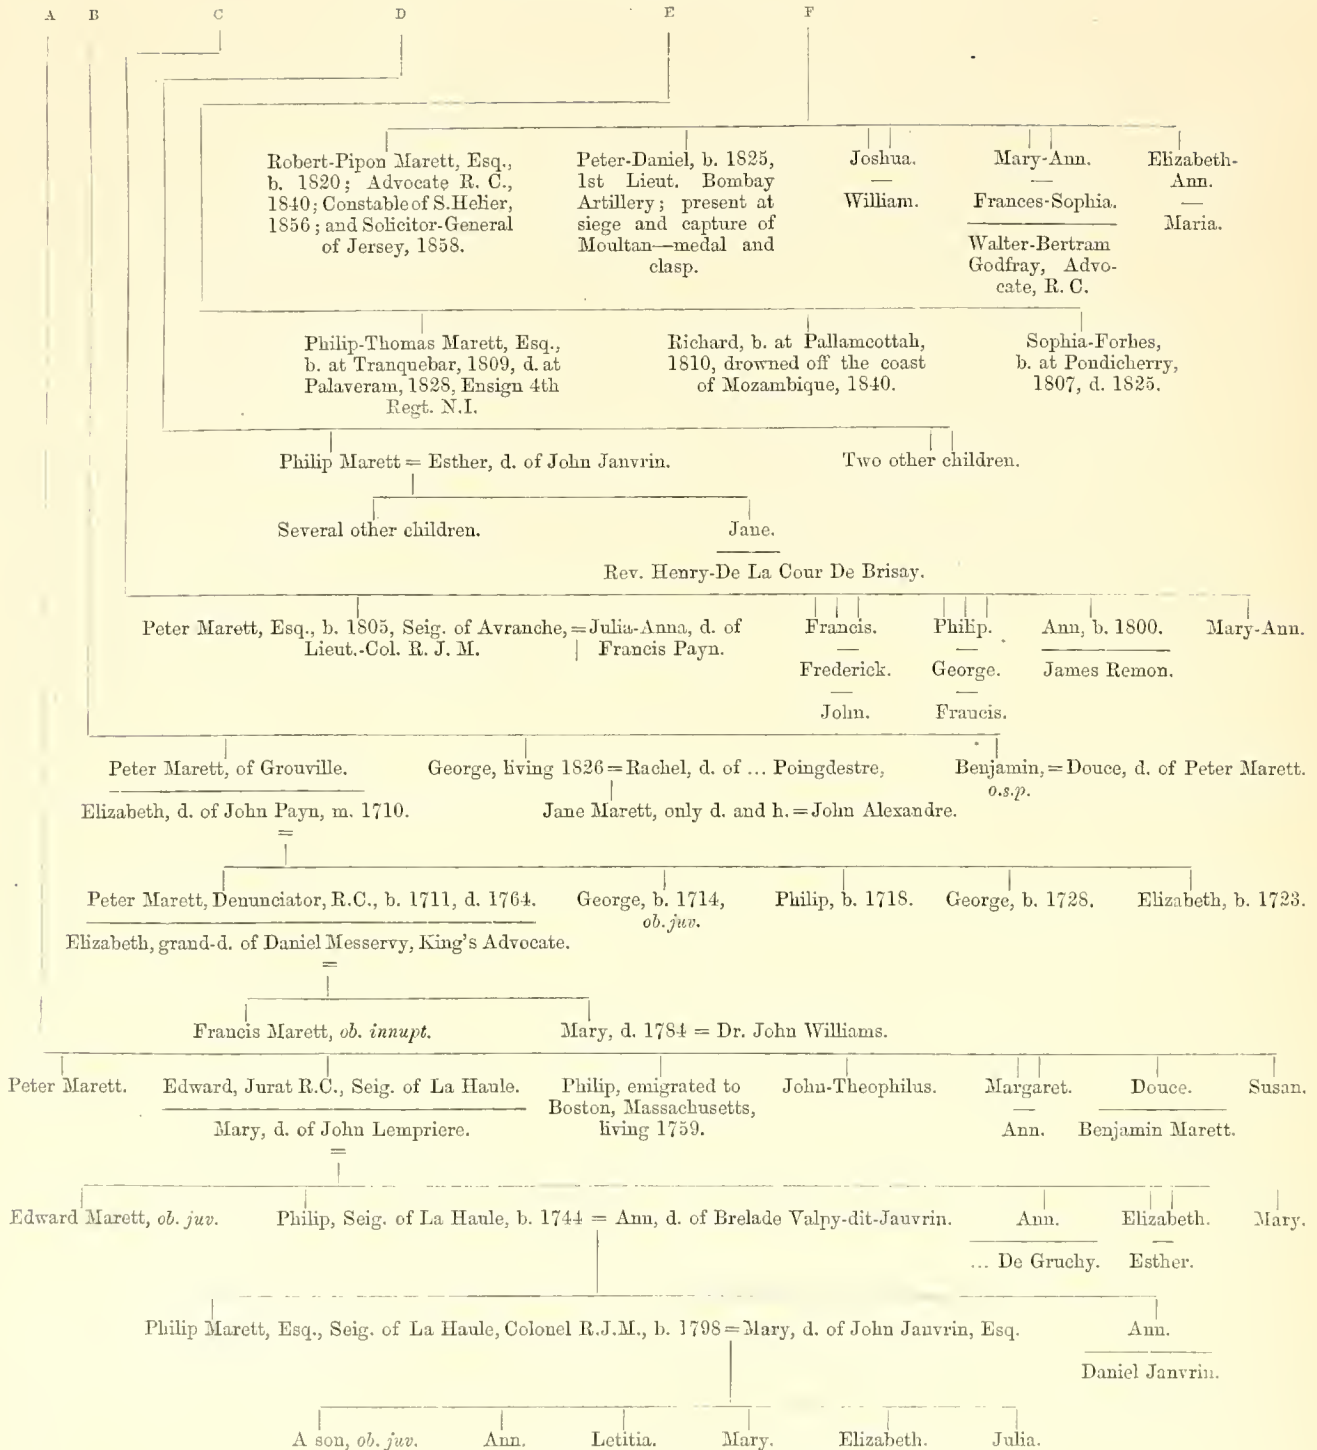 A B C D E F
Robert-Pipon Marett, Esq.,
b. 1820; Advocate R. C.,
1840; Constable of S. Helier,
1856; and Solicitor-General
of Jersey, 1858.
Peter-Daniel, b. 1825,
1st Lieut. Bombay
Artillery; present at
siege and capture of
Moultan—medal and
clasp.
Joshua.
—
William.
Mary-Ann.
—
Frances-Sophia.
Walter-Bertram
Godfray, Advo-
cate, R. C.
Elizabeth-
Ann.
—
Maria.
Philip-Thomas Marett, Esq.,
b. at Tranquebar, 1809, d. at
Palaveram, 1828, Ensign 4th
Regt. N.I.
Richard, b. at Pallamcottah,
1810, drowned off the coast
of Mozambique, 1840.
Sophia-Forbes,
b. at Pondicherry,
1807, d. 1825.
Philip Marett = Esther, d. of John Janvrin.
Two other children.
Several other children.
Jane.
Rev. Henry-De La Cour De Brisay.
Peter Marett, Esq., b. 1805, Seig. of Avranche, = Julia-Anna, d. of
Lieut.-Col. R. J. M. Francis Payn.
Francis.
—
Frederick.
—
John.
Philip.
—
George.
—
Francis.
Ann, b. 1800.
James Remon.
Mary-Ann.
Peter Marett, of Grouville.
Elizabeth, d. of John Payn, m. 1710.
=
George, living 1826 = Rachel, d. of ... Poingdestre,
Jane Marett, only d. and h. = John Alexandre.
Benjamin, = Douce, d. of Peter Marett.
o.s.p.
Peter Marett, Denunciator, R.C., b. 1711, d. 1764.
Elizabeth, grand-d. of Daniel Messervy, King's Advocate.
=
George, b. 1714,
ob. juv.
Philip, b. 1718.
George, b. 1728.
Elizabeth, b. 1723.
Francis Marett, ob. innupt.
Mary, d. 1784 = Dr. John Williams.
Peter Marett.
Edward, Jurat R.C., Seig. of La Haule.
Mary, d. of John Lempriere.
=
Philip, emigrated to
Boston, Massachusetts,
living 1759.
John-Theophilus.
Margaret.
—
Ann.
Douce.
Benjamin Marett.
Susan.
Edward Marett, ob. juv.
Philip, Seig. of La Haule, b. 1744 = Ann, d. of Brelade Valpy-dit-Janvrin.
Ann.
... De Gruchy.
Elizabeth.
—
Esther.
Mary.
Philip Marett, Esq., Seig. of La Haule, Colonel R.J.M., b. 1798 = Mary, d. of John Janvrin, Esq.
Ann.
Daniel Janvrin.
A son, ob. juv.
Ann.
Letitia.
Mary.
Elizabeth.
Julia.